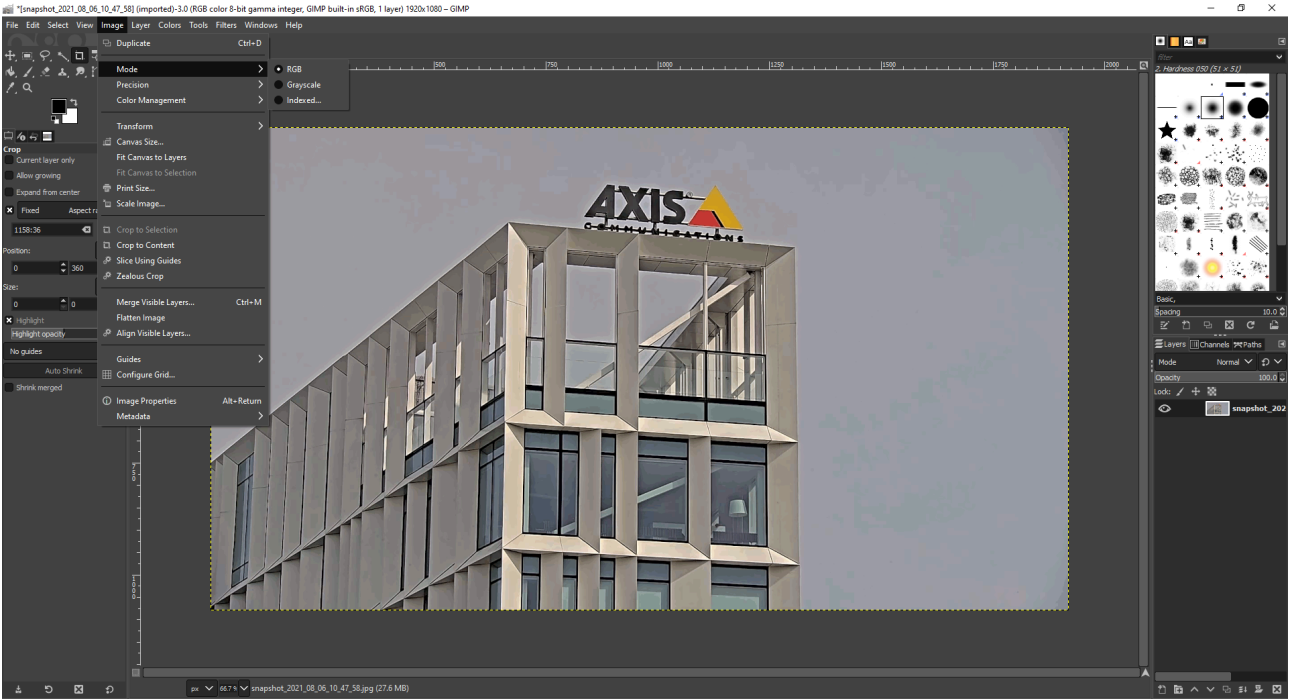 *[snapshot_2021_08_06_10_47_58] (imported)-3.0 (RGB color 8-bit gamma integer, GIMP built-in sRGB, 1 layer) 1920x1080 – GIMP
File Edit Select View Image Layer Colors Tools Filters Windows Help
Duplicate Ctrl+D
Mode
Precision
Color Management
Transform
Canvas Size...
Fit Canvas to Layers
Fit Canvas to Selection
Print Size...
Scale Image...
Crop to Selection
Crop to Content
Slice Using Guides
Zealous Crop
Merge Visible Layers... Ctrl+M
Flatten Image
Align Visible Layers...
Guides
Configure Grid...
Image Properties Alt+Return
Metadata
RGB
Grayscale
Indexed...
Crop
Current layer only
Allow growing
Expand from center
Fixed Aspect ra
1158:36
Position:
0 360
Size:
0 0
Highlight
Highlight opacity
No guides
Auto Shrink
Shrink merged
500 750 1000 1250 1500 1750 2000
750
1000
AXIS
COMMUNICATIONS
filter
2. Hardness 050 (51 × 51)
Basic,
Spacing 10.0
Layers Channels Paths
Mode Normal
Opacity 100.0
Lock:
snapshot_202
px 66.7 % snapshot_2021_08_06_10_47_58.jpg (27.6 MB)